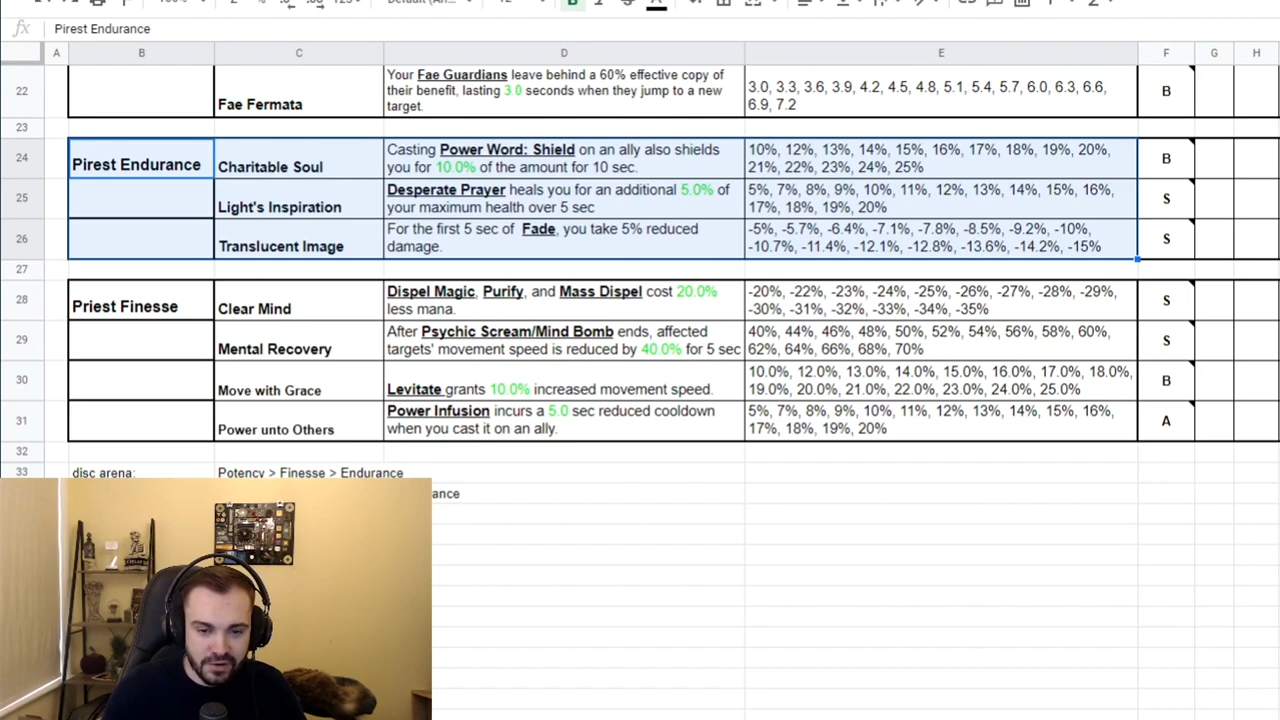 Pirest Endurance
A B C D E F G H
Your Fae Guardians leave behind a 60% effective copy of
their benefit, lasting 3.0 seconds when they jump to a new
target.
22
Fae Fermata
3.0, 3.3, 3.6, 3.9, 4.2, 4.5, 4.8, 5.1, 5.4, 5.7, 6.0, 6.3, 6.6,
6.9, 7.2
B
23
24
Pirest Endurance
Charitable Soul
Casting Power Word: Shield on an ally also shields
you for 10.0% of the amount for 10 sec.
10%, 12%, 13%, 14%, 15%, 16%, 17%, 18%, 19%, 20%,
21%, 22%, 23%, 24%, 25%
B
25
Light's Inspiration
Desperate Prayer heals you for an additional 5.0% of
your maximum health over 5 sec
5%, 7%, 8%, 9%, 10%, 11%, 12%, 13%, 14%, 15%, 16%,
17%, 18%, 19%, 20%
S
26
Translucent Image
For the first 5 sec of Fade, you take 5% reduced
damage.
-5%, -5.7%, -6.4%, -7.1%, -7.8%, -8.5%, -9.2%, -10%,
-10.7%, -11.4%, -12.1%, -12.8%, -13.6%, -14.2%, -15%
S
27
28
Priest Finesse
Clear Mind
Dispel Magic, Purify, and Mass Dispel cost 20.0%
less mana.
-20%, -22%, -23%, -24%, -25%, -26%, -27%, -28%, -29%,
-30%, -31%, -32%, -33%, -34%, -35%
S
29
Mental Recovery
After Psychic Scream/Mind Bomb ends, affected
targets' movement speed is reduced by 40.0% for 5 sec
40%, 44%, 46%, 48%, 50%, 52%, 54%, 56%, 58%, 60%,
62%, 64%, 66%, 68%, 70%
S
30
Move with Grace
Levitate grants 10.0% increased movement speed.
10.0%, 12.0%, 13.0%, 14.0%, 15.0%, 16.0%, 17.0%, 18.0%,
19.0%, 20.0%, 21.0%, 22.0%, 23.0%, 24.0%, 25.0%
B
31
Power unto Others
Power Infusion incurs a 5.0 sec reduced cooldown
when you cast it on an ally.
5%, 7%, 8%, 9%, 10%, 11%, 12%, 13%, 14%, 15%, 16%,
17%, 18%, 19%, 20%
A
32
33
disc arena:
Potency > Finesse > Endurance
ance